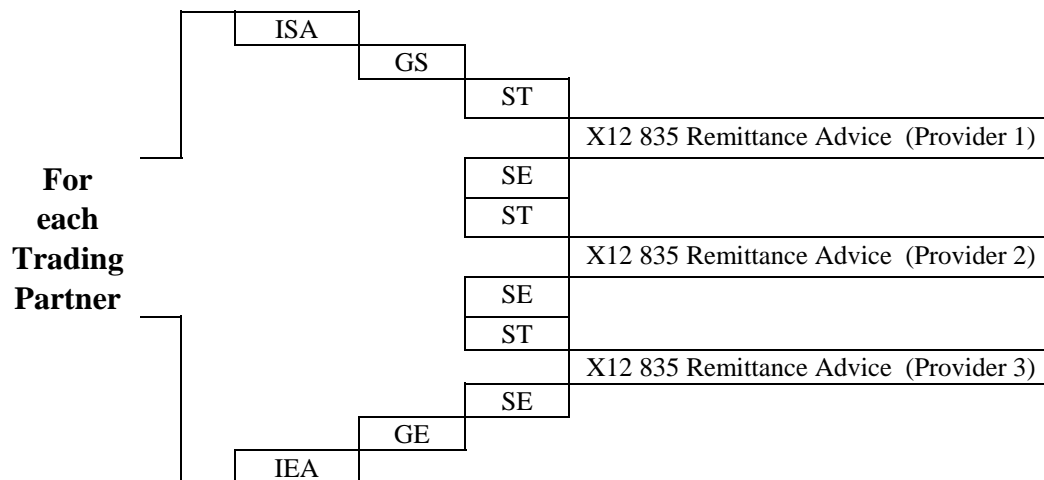 ISA
GS
ST
X12 835 Remittance Advice (Provider 1)
For
each
Trading
Partner
SE
ST
X12 835 Remittance Advice (Provider 2)
SE
ST
X12 835 Remittance Advice (Provider 3)
SE
GE
IEA